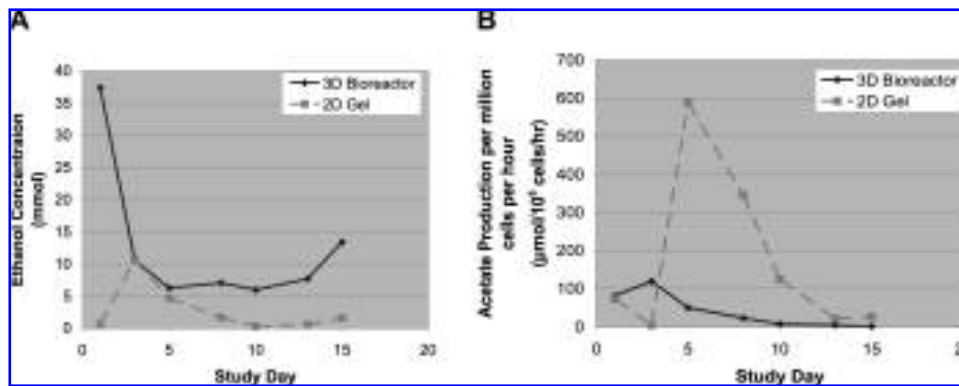 A
Ethanol Concentraion
(mmol)
40
35
30
25
20
15
10
5
0
3D Bioreactor
2D Gel
0
5
10
15
20
Study Day
B
Acetate Production per million
cells per hour
(µmol/10⁶ cells/hr)
700
600
500
400
300
200
100
0
3D Bioreactor
2D Gel
0
5
10
15
20
Study Day